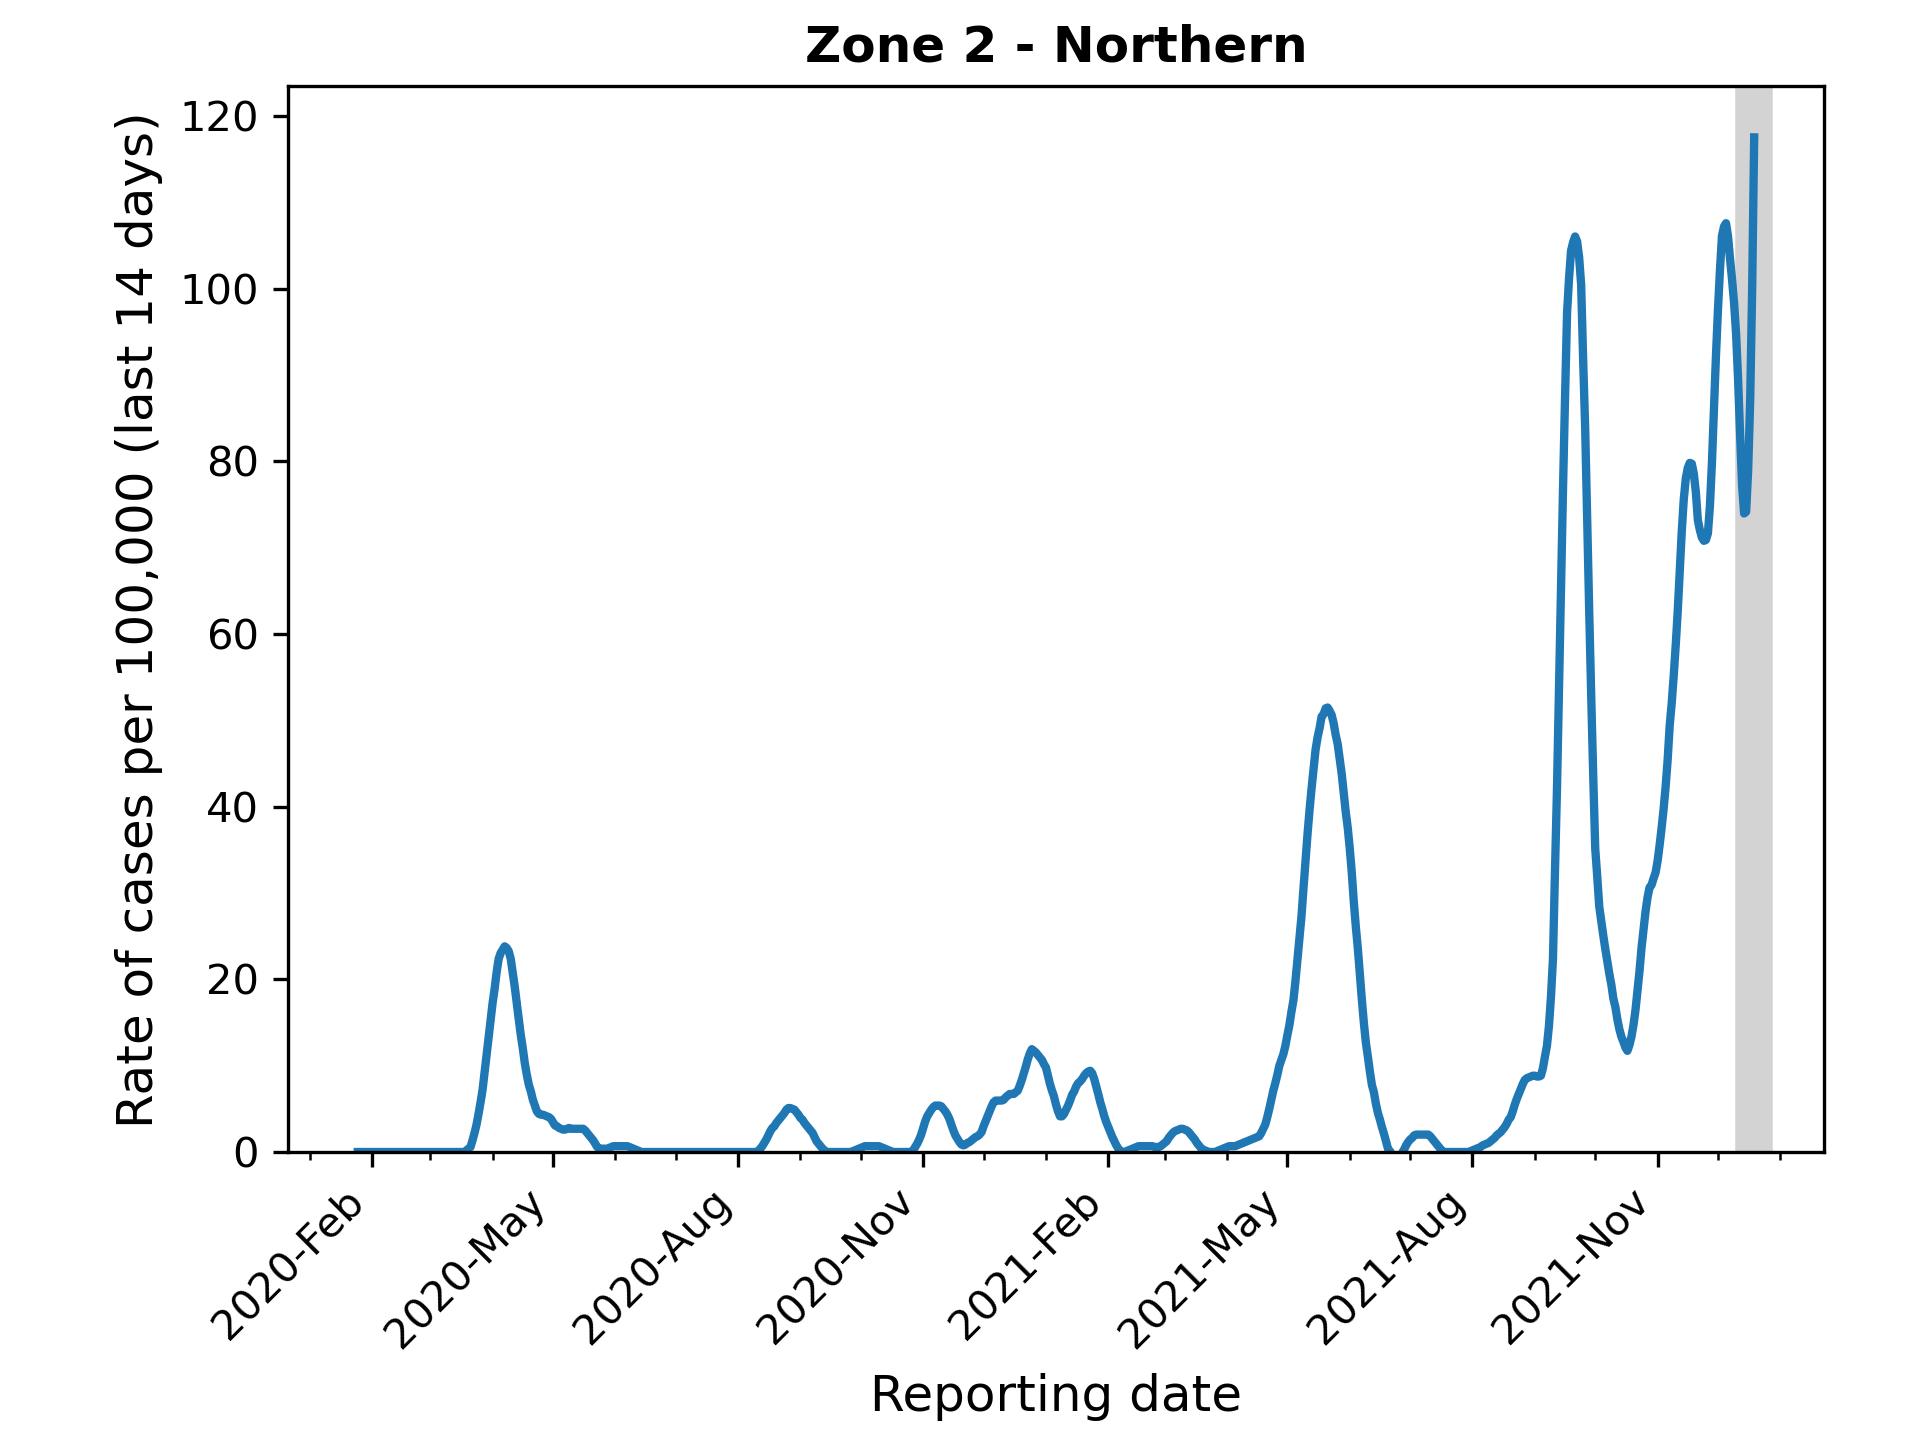 Zone 2 - Northern
Rate of cases per 100,000 (last 14 days)
120
100
80
60
40
20
0
2020-Feb
2020-May
2020-Aug
2020-Nov
2021-Feb
2021-May
2021-Aug
2021-Nov
Reporting date